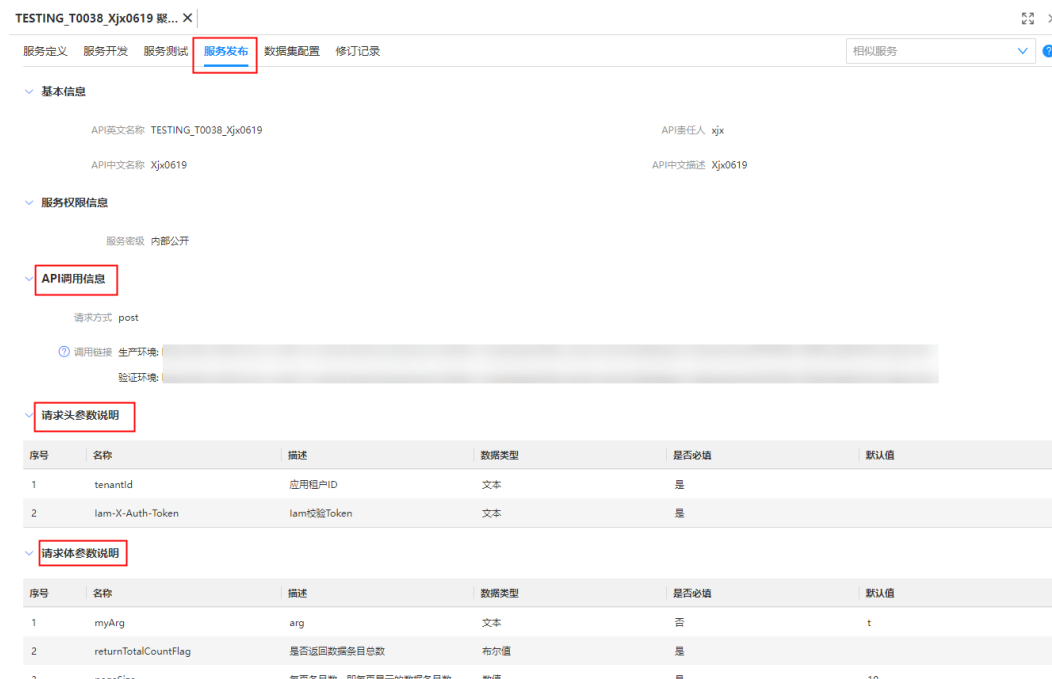 TESTING_T0038_Xjx0619 聚...
服务定义 服务开发 服务测试 服务发布 数据集配置 修订记录 相似服务
基本信息
API英文名称 TESTING_T0038_Xjx0619 API责任人 xjx
API中文名称 Xjx0619 API中文描述 Xjx0619
服务权限信息
服务密级 内部公开
API调用信息
请求方式 post
调用链接 生产环境:
验证环境:
请求头参数说明
序号 名称 描述 数据类型 是否必填 默认值
1 tenantId 应用租户ID 文本 是
2 Iam-X-Auth-Token Iam校验Token 文本 是
请求体参数说明
序号 名称 描述 数据类型 是否必填 默认值
1 myArg arg 文本 否 t
2 returnTotalCountFlag 是否返回数据条目总数 布尔值 是